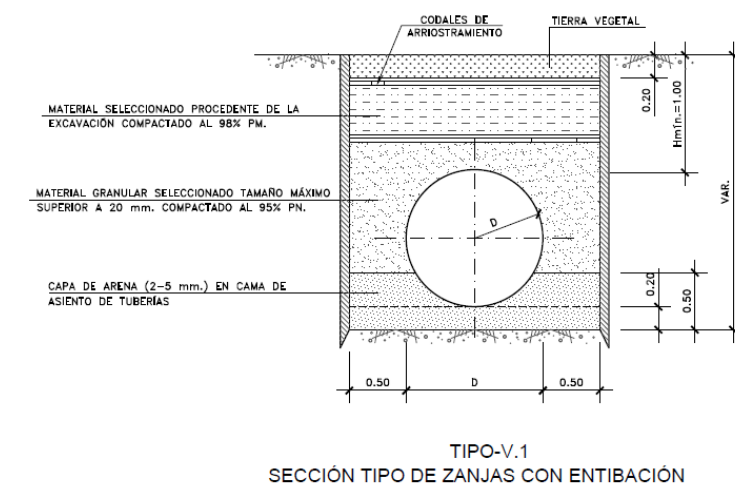 CODALES DE
ARRIOSTRAMIENTO
TIERRA VEGETAL
MATERIAL SELECCIONADO PROCEDENTE DE LA
EXCAVACIÓN COMPACTADO AL 98% PM.
0.20
Hmín.=1.00
VAR.
MATERIAL GRANULAR SELECCIONADO TAMAÑO MÁXIMO
SUPERIOR A 20 mm. COMPACTADO AL 95% PN.
D
CAPA DE ARENA (2-5 mm.) EN CAMA DE
ASIENTO DE TUBERÍAS
0.20
0.50
0.50
D
0.50
TIPO-V.1
SECCIÓN TIPO DE ZANJAS CON ENTIBACIÓN